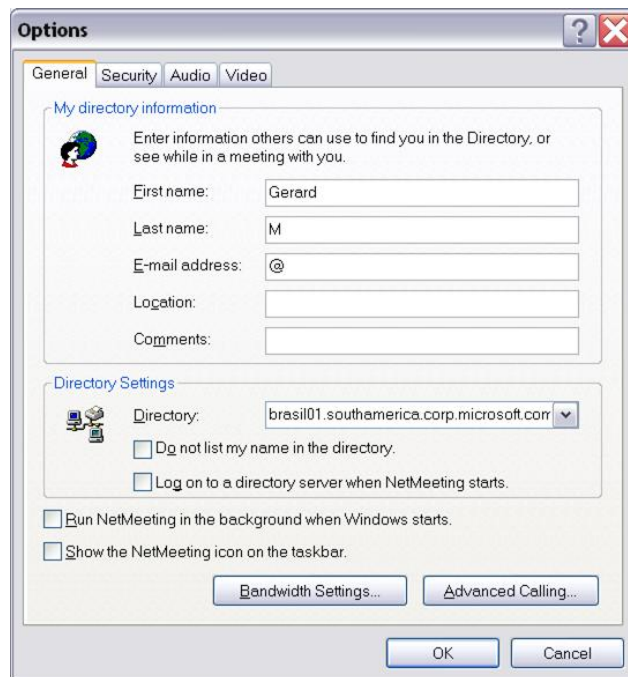 Options
General Security Audio Video
My directory information
Enter information others can use to find you in the Directory, or
see while in a meeting with you.
First name: Gerard
Last name: M
E-mail address: @
Location:
Comments:
Directory Settings
Directory: brasil01.southamerica.corp.microsoft.com
Do not list my name in the directory.
Log on to a directory server when NetMeeting starts.
Run NetMeeting in the background when Windows starts.
Show the NetMeeting icon on the taskbar.
Bandwidth Settings... Advanced Calling...
OK Cancel